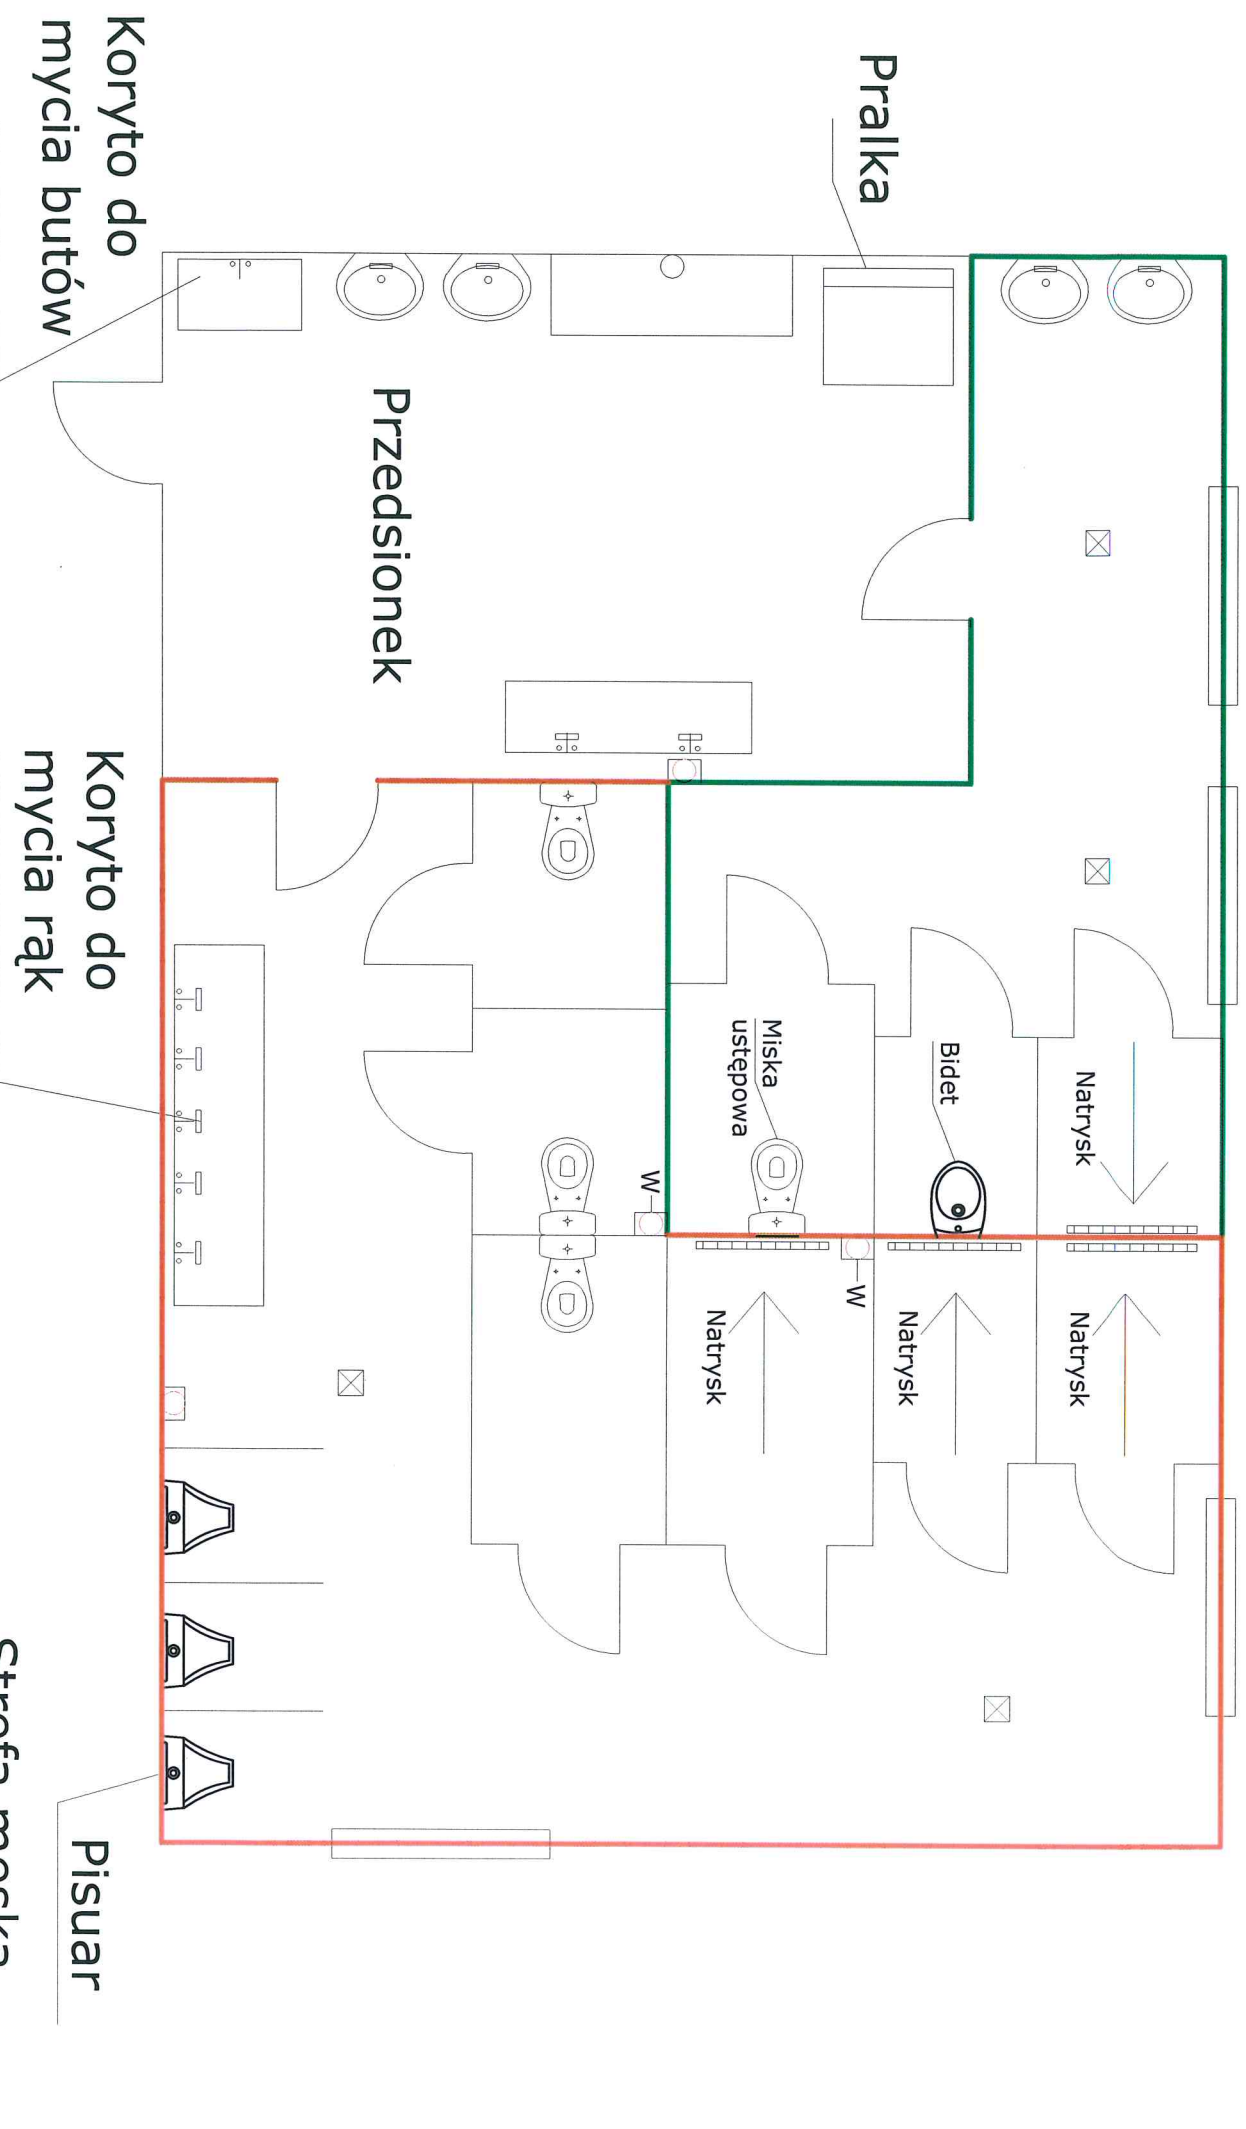 Natrysk
Natrysk
Bidet
Natrysk
Pralka
Miska
ustępowa
W
Natrysk
W
Przedsionek
Koryto do
mycia butów
Koryto do
mycia rąk
Pisuar